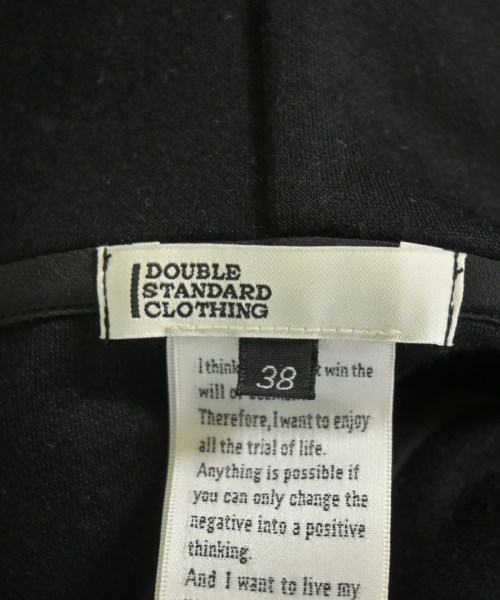 DOUBLE
STANDARD
CLOTHING
38
I think t win the
will
Therefore, I want to enjoy
all the trial of life.
Anything is possible if
you can only change the
negative into a positive
thinking.
And I want to live my